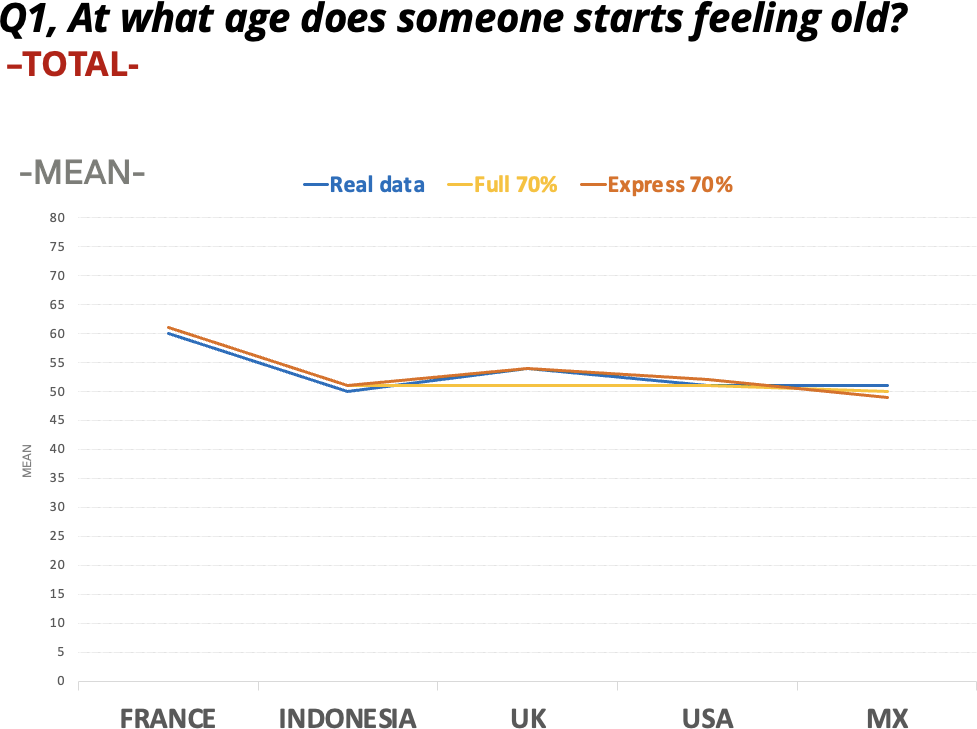 Q1, At what age does someone starts feeling old?
–TOTAL-
-MEAN-
Real data Full 70% Express 70%
80
75
70
65
60
55
50
45
40
35
30
25
20
15
10
5
0
MEAN
FRANCE INDONESIA UK USA MX